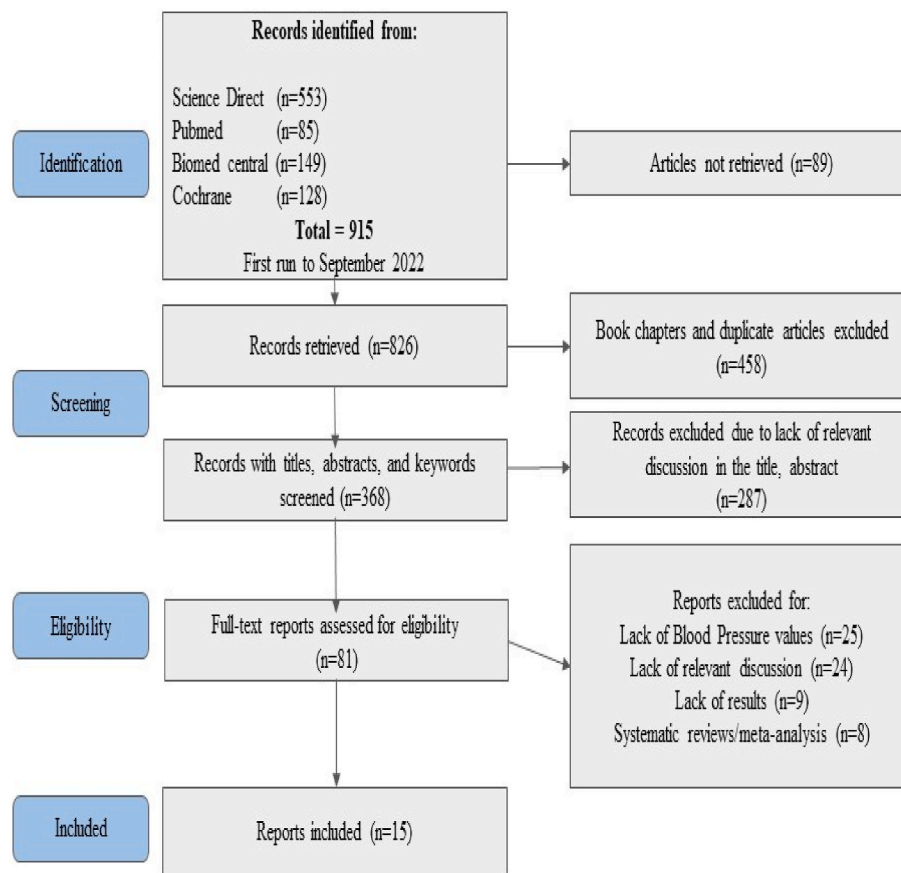 Records identified from:
Science Direct (n=553)
Pubmed (n=85)
Biomed central (n=149)
Cochrane (n=128)
Total = 915
First run to September 2022
Identification
Articles not retrieved (n=89)
Records retrieved (n=826)
Book chapters and duplicate articles excluded
(n=458)
Screening
Records with titles, abstracts, and keywords
screened (n=368)
Records excluded due to lack of relevant
discussion in the title, abstract
(n=287)
Eligibility
Full-text reports assessed for eligibility
(n=81)
Reports excluded for:
Lack of Blood Pressure values (n=25)
Lack of relevant discussion (n=24)
Lack of results (n=9)
Systematic reviews/meta-analysis (n=8)
Included
Reports included (n=15)